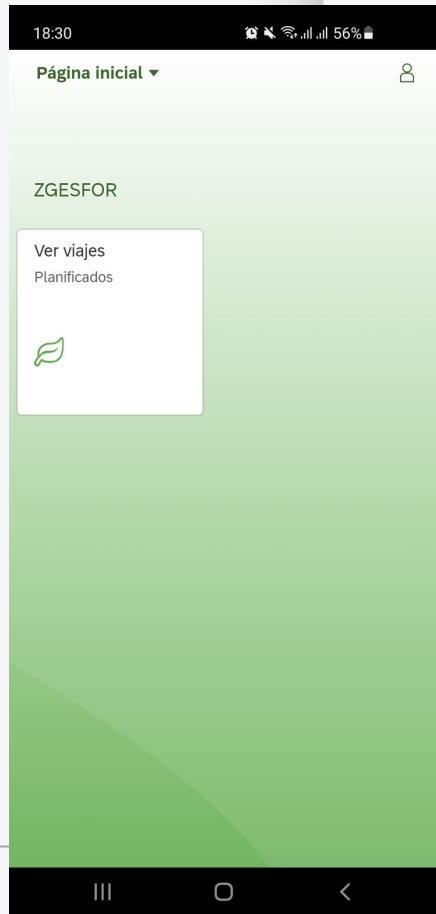 18:30 56%
Página inicial
ZGESFOR
Ver viajes
Planificados